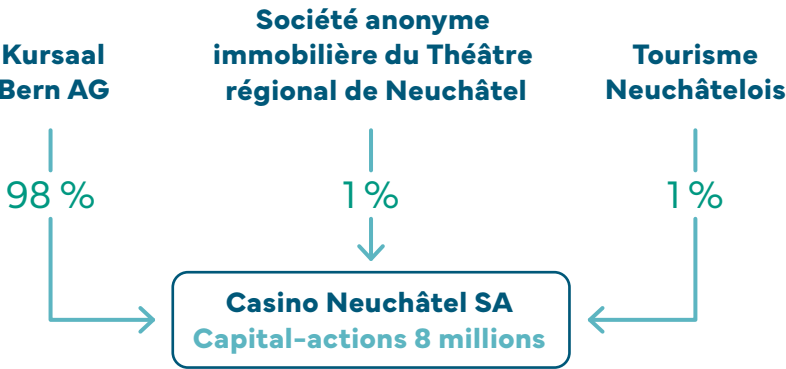 Kursaal
Bern AG
Société anonyme
immobilière du Théâtre
régional de Neuchâtel
Tourisme
Neuchâtelois
98 %
1 %
1 %
Casino Neuchâtel SA
Capital-actions 8 millions